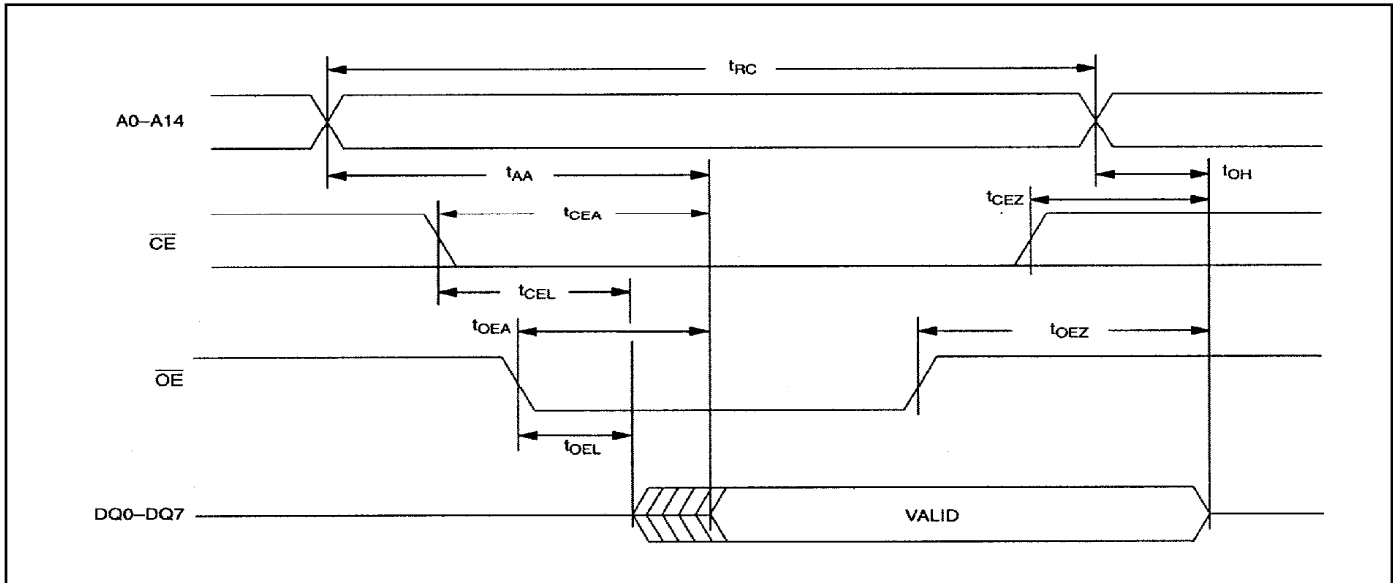 tRC
A0–A14
tAA
tOH
tCEZ
tCEA
CE
tCEL
tOEA
tOEZ
OE
tOEL
DQ0–DQ7
VALID